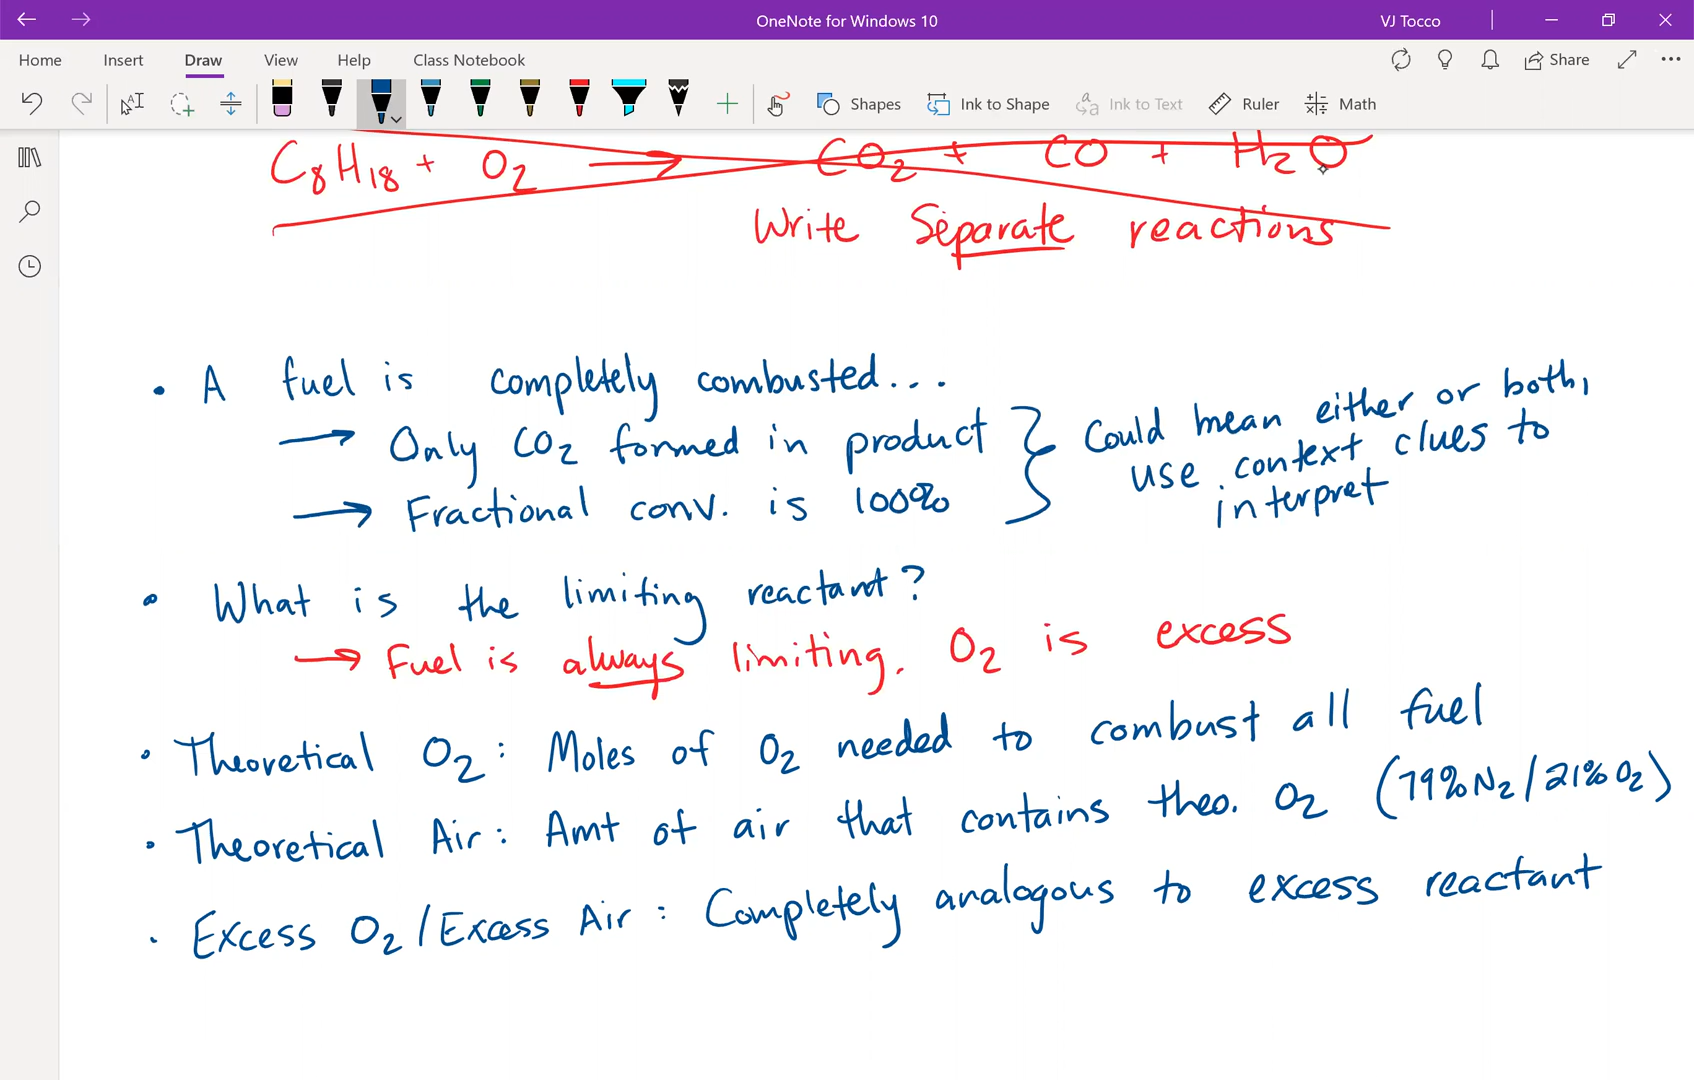 OneNote for Windows 10
VJ Tocco
Home Insert Draw View Help Class Notebook
Share
Shapes Ink to Shape Ink to Text Ruler Math
C8H18 + O2 → CO2 + CO + H2O
Write Separate reactions
• A fuel is completely combusted...
→ Only CO2 formed in product
→ Fractional conv. is 100%
Could mean either or both,
use context clues to
interpret
• What is the limiting reactant?
→ Fuel is always limiting. O2 is excess
• Theoretical O2: Moles of O2 needed to combust all fuel
• Theoretical Air: Amt of air that contains theo. O2 (79% N2/21% O2)
• Excess O2/Excess Air: Completely analogous to excess reactant